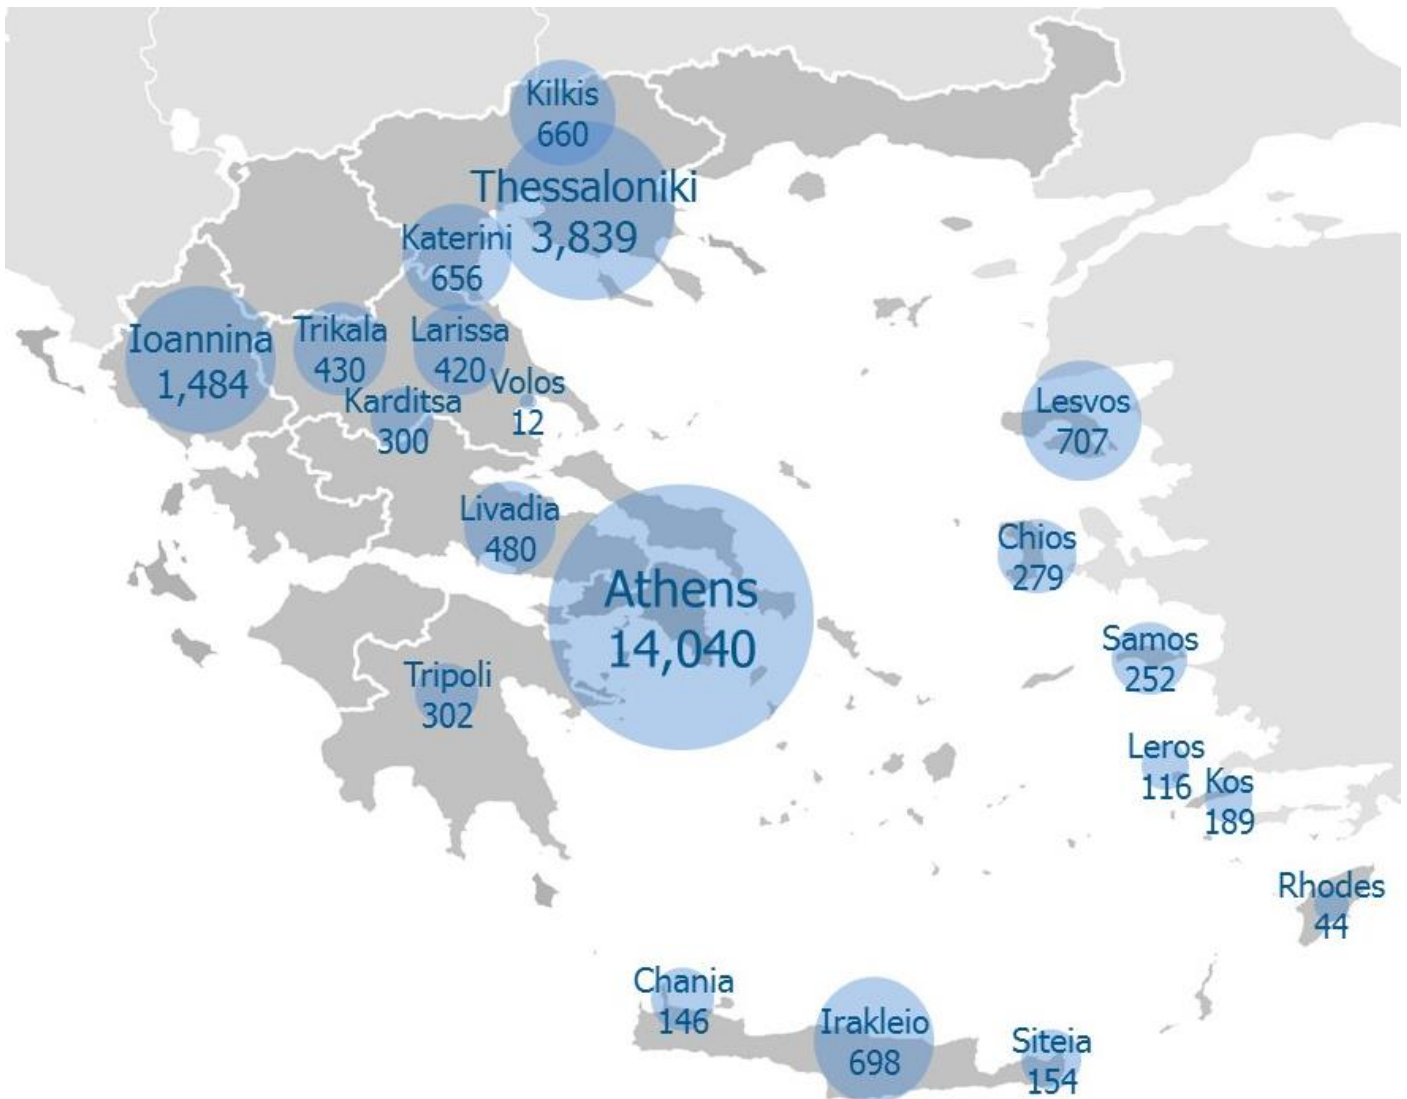 Kilkis
660
Thessaloniki
3,839
Katerini
656
Ioannina
1,484
Trikala
430
Larissa
420
Volos
12
Karditsa
300
Lesvos
707
Livadia
480
Chios
279
Athens
14,040
Samos
252
Tripoli
302
Leros
116
Kos
189
Rhodes
44
Chania
146
Irakleio
698
Siteia
154